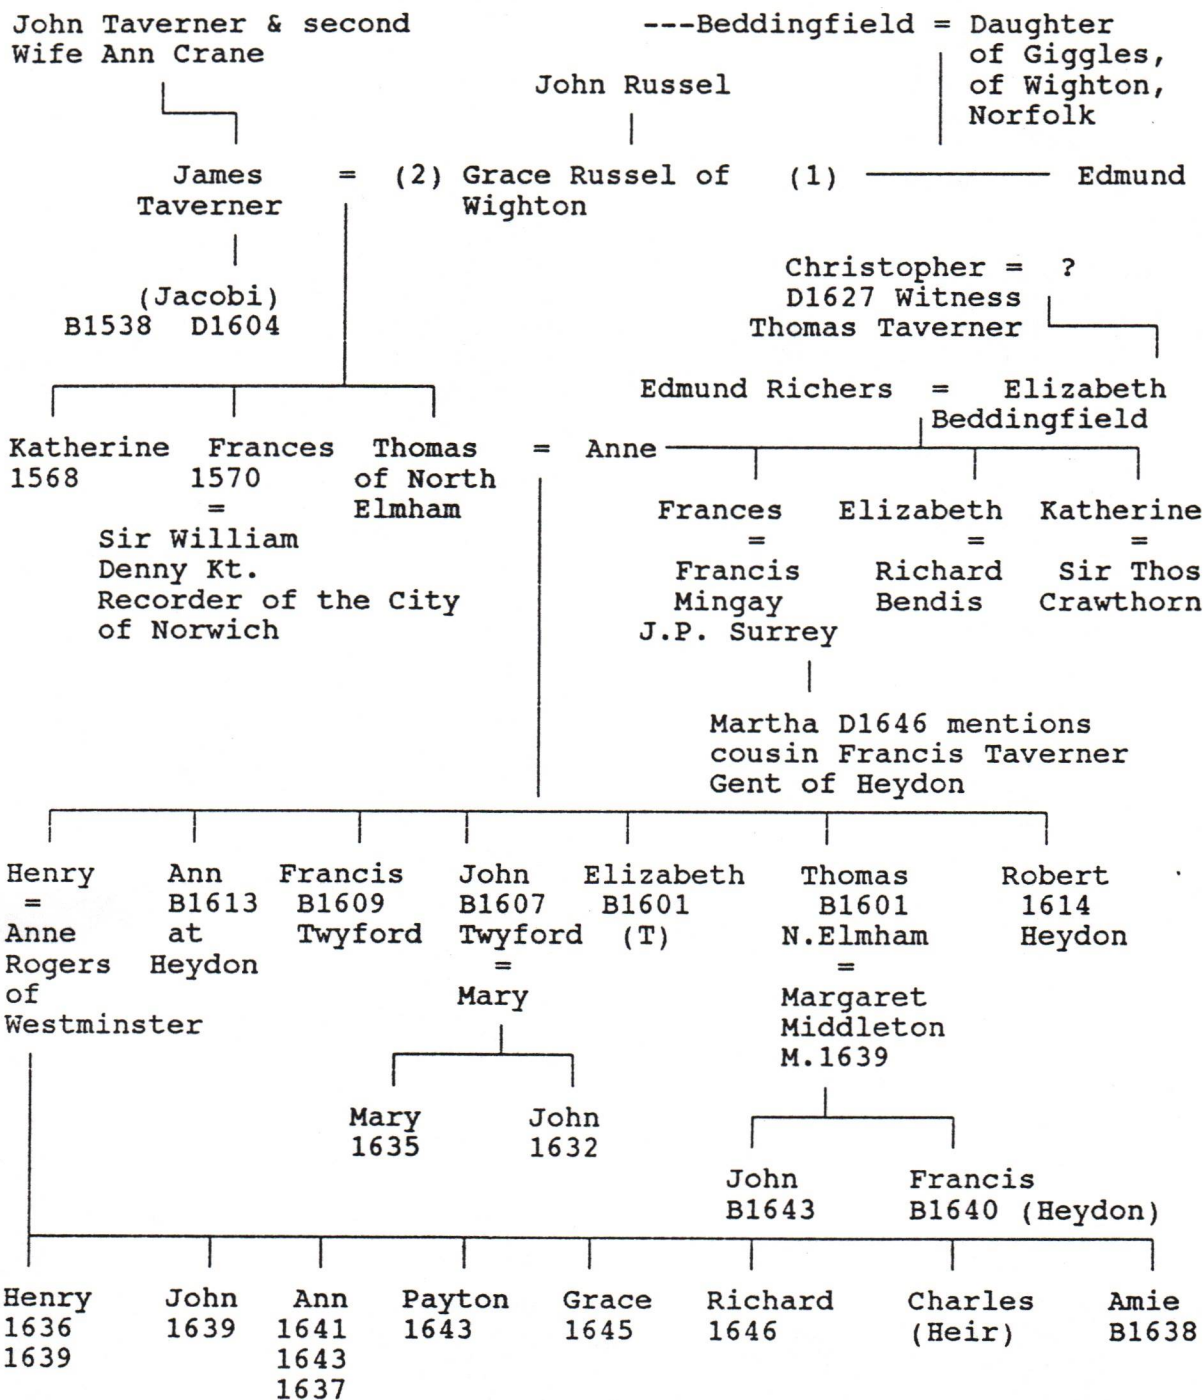 John Taverner & second ---Beddingfield = Daughter
Wife Ann Crane of Giggles,
John Russel of Wighton,
Norfolk
James = (2) Grace Russel of (1) Edmund
Taverner Wighton
Christopher = ?
(Jacobi) D1627 Witness
B1538 D1604 Thomas Taverner
Edmund Richers = Elizabeth
Beddingfield
Katherine Frances Thomas = Anne
1568 1570 of North
= Elmham Frances Elizabeth Katherine
Sir William = = =
Denny Kt. Francis Richard Sir Thos
Recorder of the City Mingay Bendis Crawthorn
of Norwich J.P. Surrey
Martha D1646 mentions
cousin Francis Taverner
Gent of Heydon
Henry Ann Francis John Elizabeth Thomas Robert
= B1613 B1609 B1607 B1601 B1601 1614
Anne at Twyford Twyford (T) N.Elmham Heydon
Rogers Heydon = =
of Mary Margaret
Westminster Middleton
M.1639
Mary John
1635 1632
John Francis
B1643 B1640 (Heydon)
Henry John Ann Payton Grace Richard Charles Amie
1636 1639 1641 1643 1645 1646 (Heir) B1638
1639 1643
1637